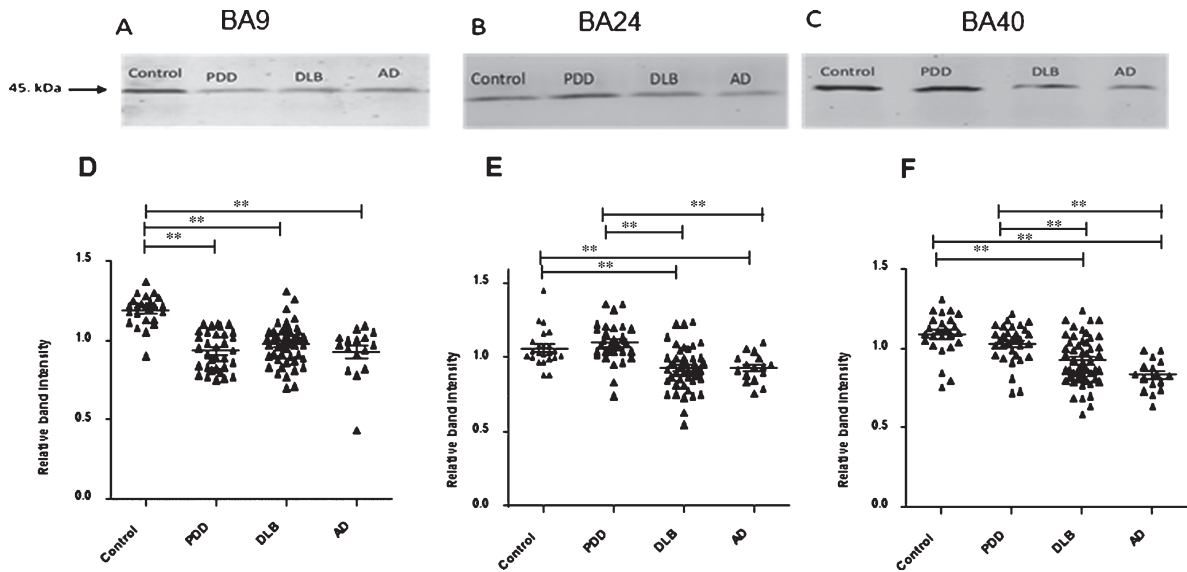 A BA9
B BA24
C BA40
45. kDa
Control PDD DLB AD
Control PDD DLB AD
Control PDD DLB AD
D
**
**
**
Relative band intensity
1.5
1.0
0.5
0.0
Control PDD DLB AD
E
**
**
**
**
Relative band intensity
1.5
1.0
0.5
0.0
Control PDD DLB AD
F
**
**
**
**
Relative band intensity
1.5
1.0
0.5
0.0
Control PDD DLB AD